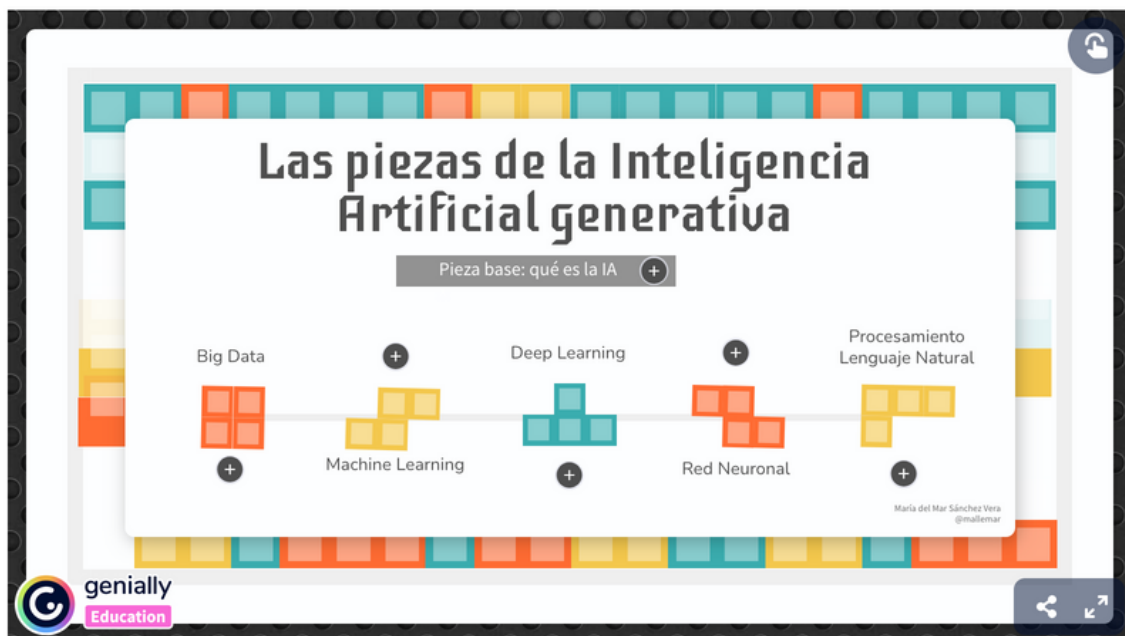 Las piezas de la Inteligencia
Artificial generativa
Pieza base: qué es la IA
Big Data
Machine Learning
Deep Learning
Red Neuronal
Procesamiento
Lenguaje Natural
María del Mar Sánchez Vera
@mallemar
genially
Education